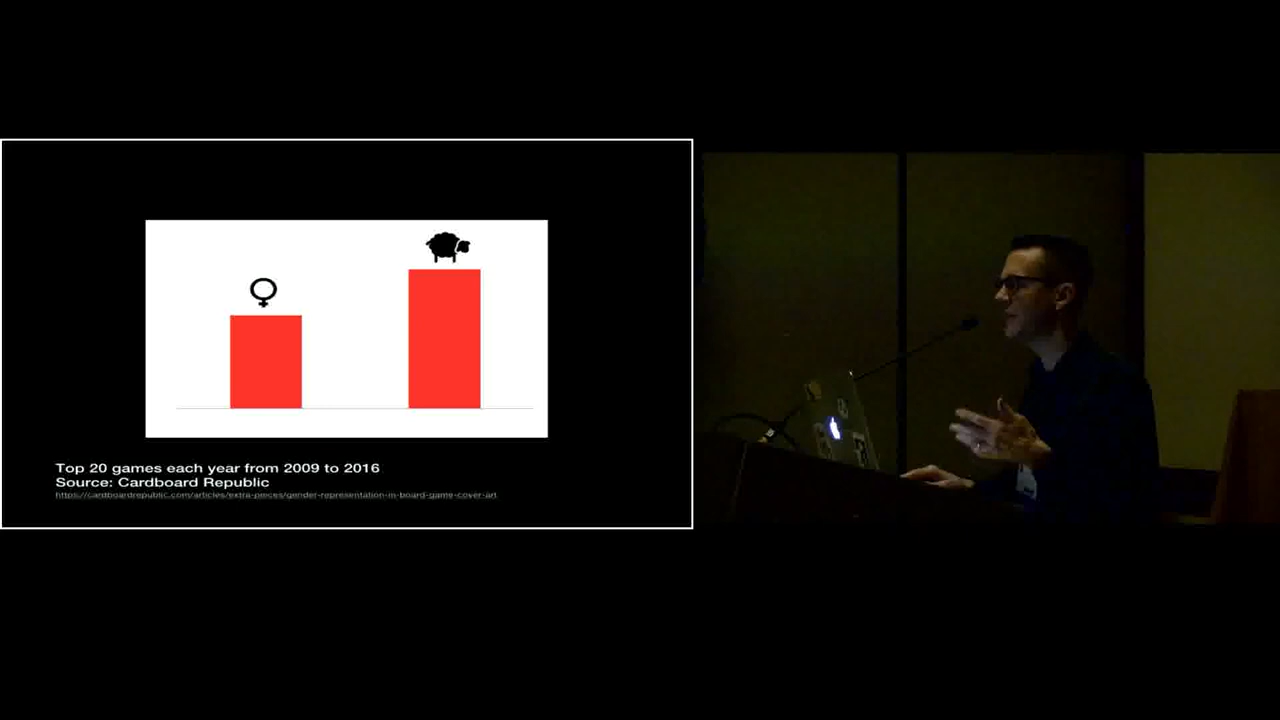 Top 20 games each year from 2009 to 2016
Source: Cardboard Republic
https://cardboardrepublic.com/articles/extra-pieces/gender-representation-in-board-game-cover-art